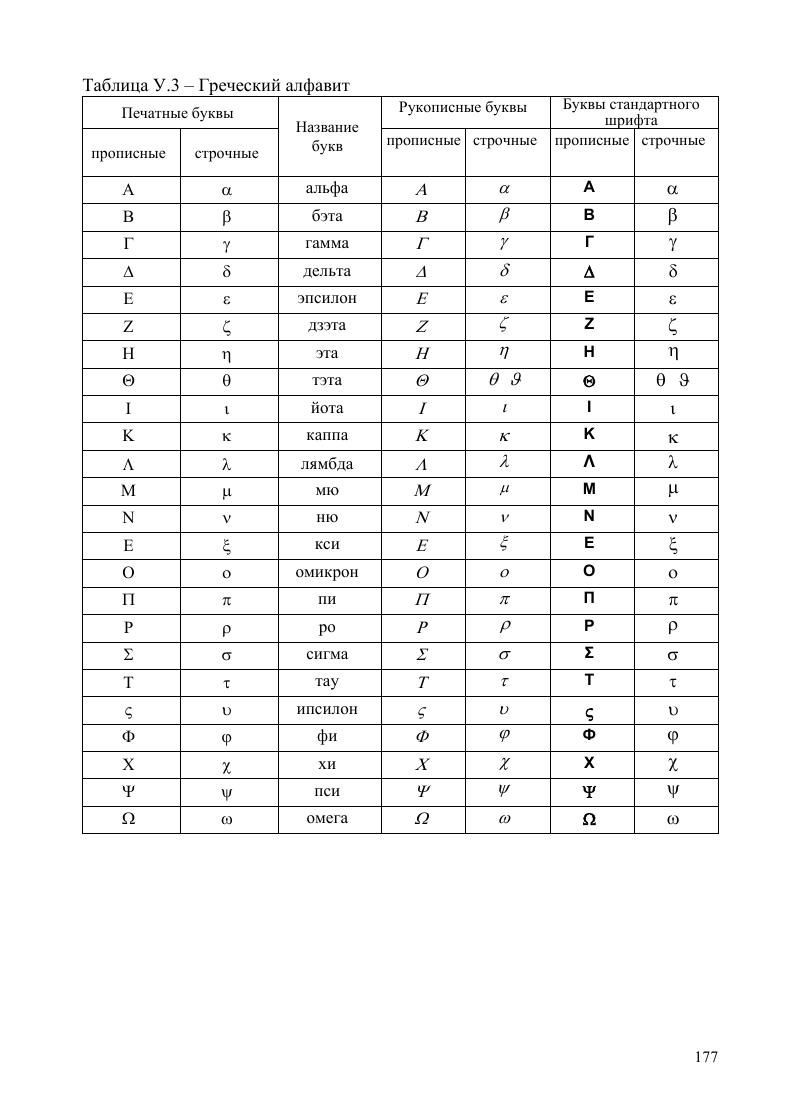 Таблица У.3 – Греческий алфавит
Печатные буквы Название букв Рукописные буквы Буквы стандартного шрифта
прописные строчные прописные строчные прописные строчные
Α α альфа Α α Α α
Β β бэта Β β Β β
Γ γ гамма Γ γ Γ γ
Δ δ дельта Δ δ Δ δ
Ε ε эпсилон Ε ε Ε ε
Ζ ζ дзэта Ζ ζ Ζ ζ
Η η эта Η η Η η
Θ θ тэта Θ θ ϑ Θ θ ϑ
Ι ι йота Ι ι Ι ι
Κ κ каппа Κ κ Κ κ
Λ λ лямбда Λ λ Λ λ
Μ μ мю Μ μ Μ μ
Ν ν ню Ν ν Ν ν
Ε ξ кси Ε ξ Ε ξ
Ο ο омикрон Ο ο Ο ο
Π π пи Π π Π π
Ρ ρ ро Ρ ρ Ρ ρ
Σ σ сигма Σ σ Σ σ
Τ τ тау Τ τ Τ τ
ς υ ипсилон ς υ ς υ
Φ φ фи Φ φ Φ φ
Χ χ хи Χ χ Χ χ
Ψ ψ пси Ψ ψ Ψ ψ
Ω ω омега Ω ω Ω ω
177